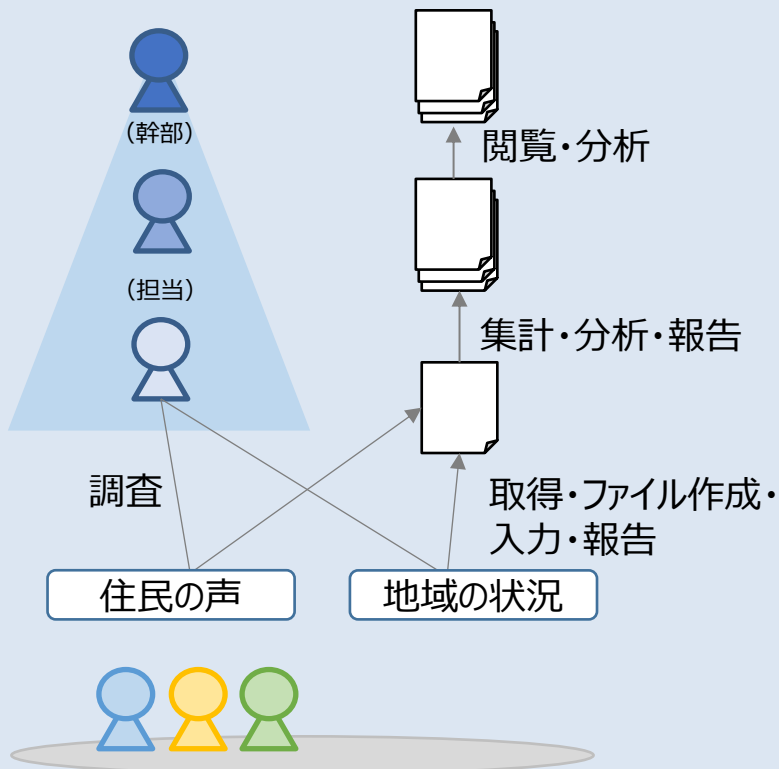 (幹部)
閲覧・分析
(担当)
集計・分析・報告
調査
取得・ファイル作成・
入力・報告
住民の声
地域の状況